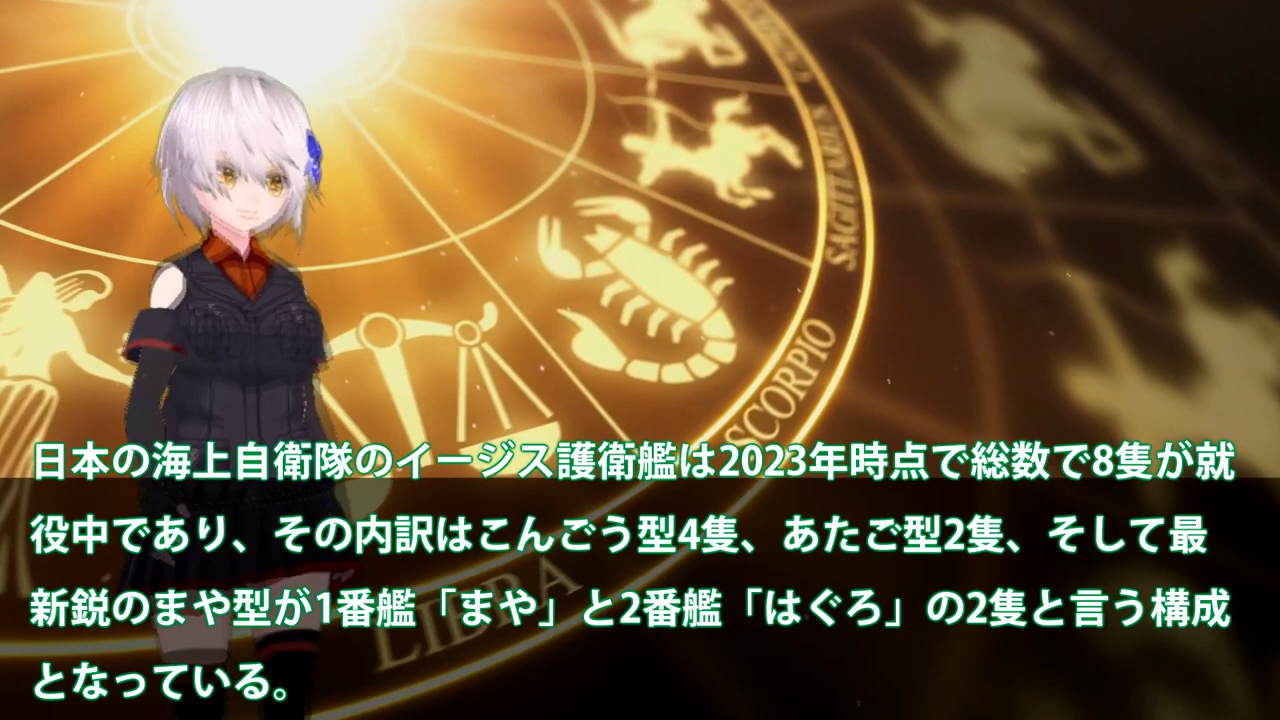 SAGITTARIUS
SCORPIO
LIBRA
日本の海上自衛隊のイージス護衛艦は2023年時点で総数で8隻が就
役中であり、その内訳はこんごう型4隻、あたご型2隻、そして最
新鋭のまや型が1番艦「まや」と2番艦「はぐろ」の2隻と言う構成
となっている。